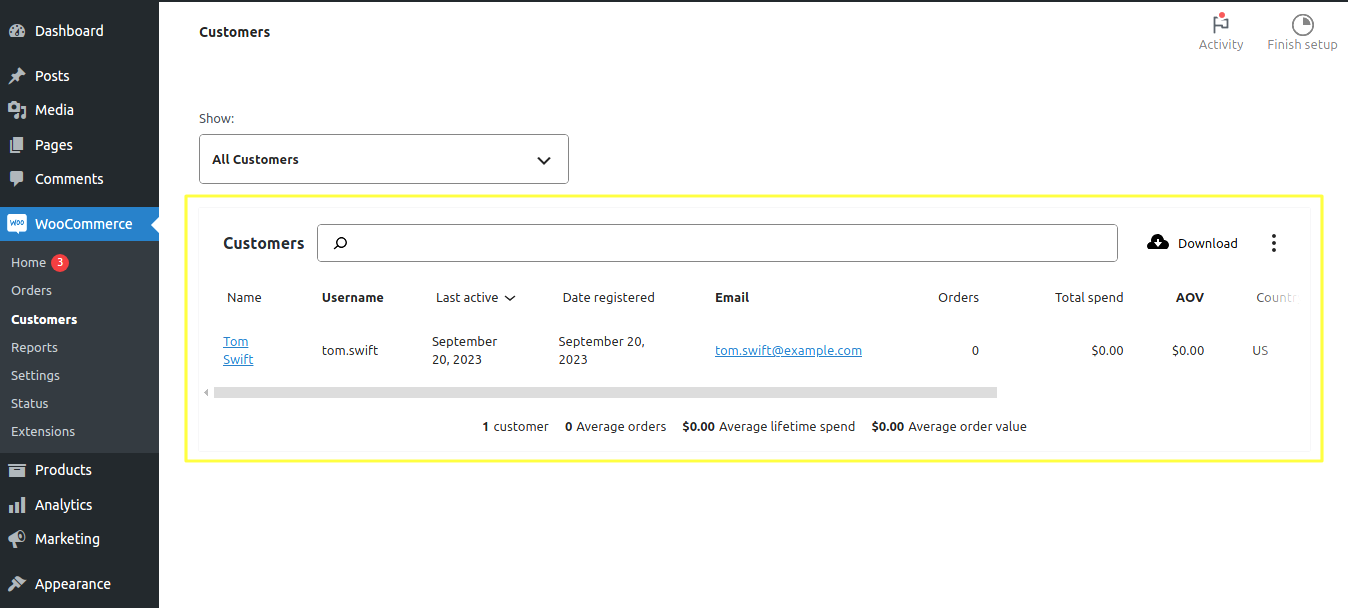 Dashboard
Posts
Media
Pages
Comments
WOO WooCommerce
Home 3
Orders
Customers
Reports
Settings
Status
Extensions
Products
Analytics
Marketing
Appearance
Customers
Activity
Finish setup
Show:
All Customers
Customers
Download
Name Username Last active Date registered Email Orders Total spend AOV Countr
Tom Swift tom.swift September 20, 2023 September 20, 2023 tom.swift@example.com 0 $0.00 $0.00 US
1 customer 0 Average orders $0.00 Average lifetime spend $0.00 Average order value